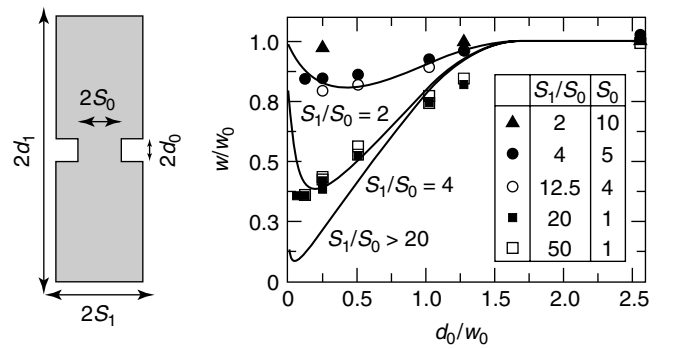 2S₀
2d₁
2d₀
2S₁
w/w₀
1.0
0.8
0.5
0.3
0
S₁/S₀ = 2
S₁/S₀ = 4
S₁/S₀ > 20
S₁/S₀ S₀
▲ 2 10
● 4 5
○ 12.5 4
■ 20 1
□ 50 1
0 0.5 1.0 1.5 2.0 2.5
d₀/w₀